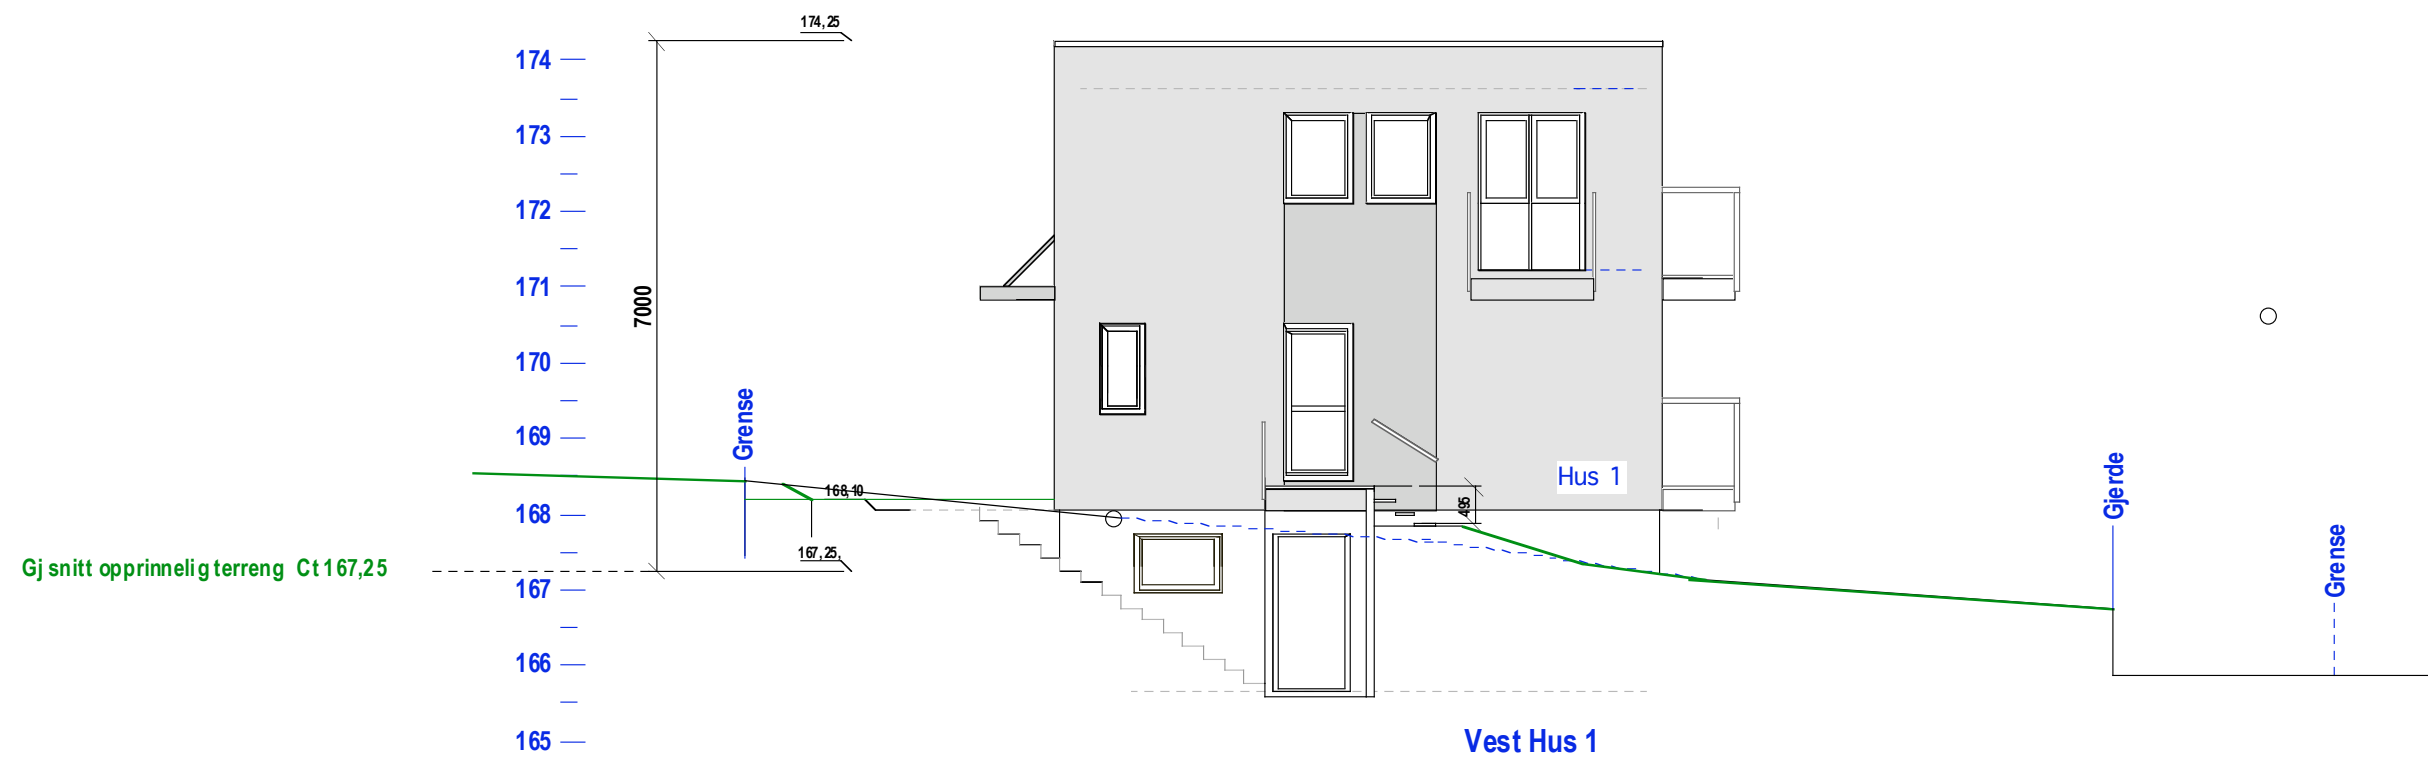 174,25
174
173
172
171
7000
170
Grense
169
Hus 1
168,10
495
Gjerde
168
167,25,
Grense
Gj snitt opprinnelig terreng Ct 167,25
167
166
165
Vest Hus 1